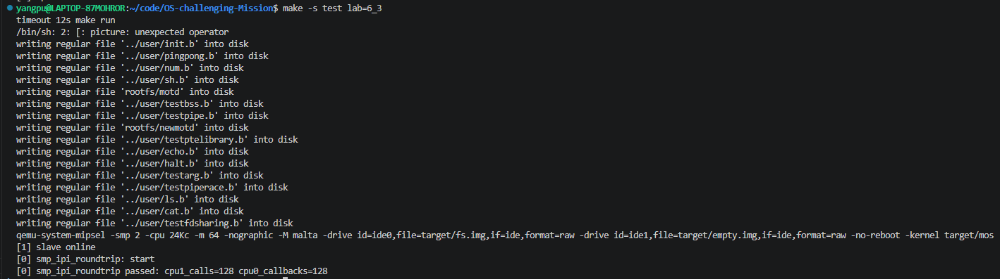 yangpu@LAPTOP-87MOHROR:~/code/OS-challenging-Mission$ make -s test lab=6_3
timeout 12s make run
/bin/sh: 2: [: picture: unexpected operator
writing regular file '../user/init.b' into disk
writing regular file '../user/pingpong.b' into disk
writing regular file '../user/num.b' into disk
writing regular file '../user/sh.b' into disk
writing regular file 'rootfs/motd' into disk
writing regular file '../user/testbss.b' into disk
writing regular file '../user/testpipe.b' into disk
writing regular file 'rootfs/newmotd' into disk
writing regular file '../user/testptelibrary.b' into disk
writing regular file '../user/echo.b' into disk
writing regular file '../user/halt.b' into disk
writing regular file '../user/testarg.b' into disk
writing regular file '../user/testpiperace.b' into disk
writing regular file '../user/ls.b' into disk
writing regular file '../user/cat.b' into disk
writing regular file '../user/testfdsharing.b' into disk
qemu-system-mipsel -smp 2 -cpu 24Kc -m 64 -nographic -M malta -drive id=ide0,file=target/fs.img,if=ide,format=raw -drive id=ide1,file=target/empty.img,if=ide,format=raw -no-reboot -kernel target/mos
[1] slave online
[0] smp_ipi_roundtrip: start
[0] smp_ipi_roundtrip passed: cpu1_calls=128 cpu0_callbacks=128